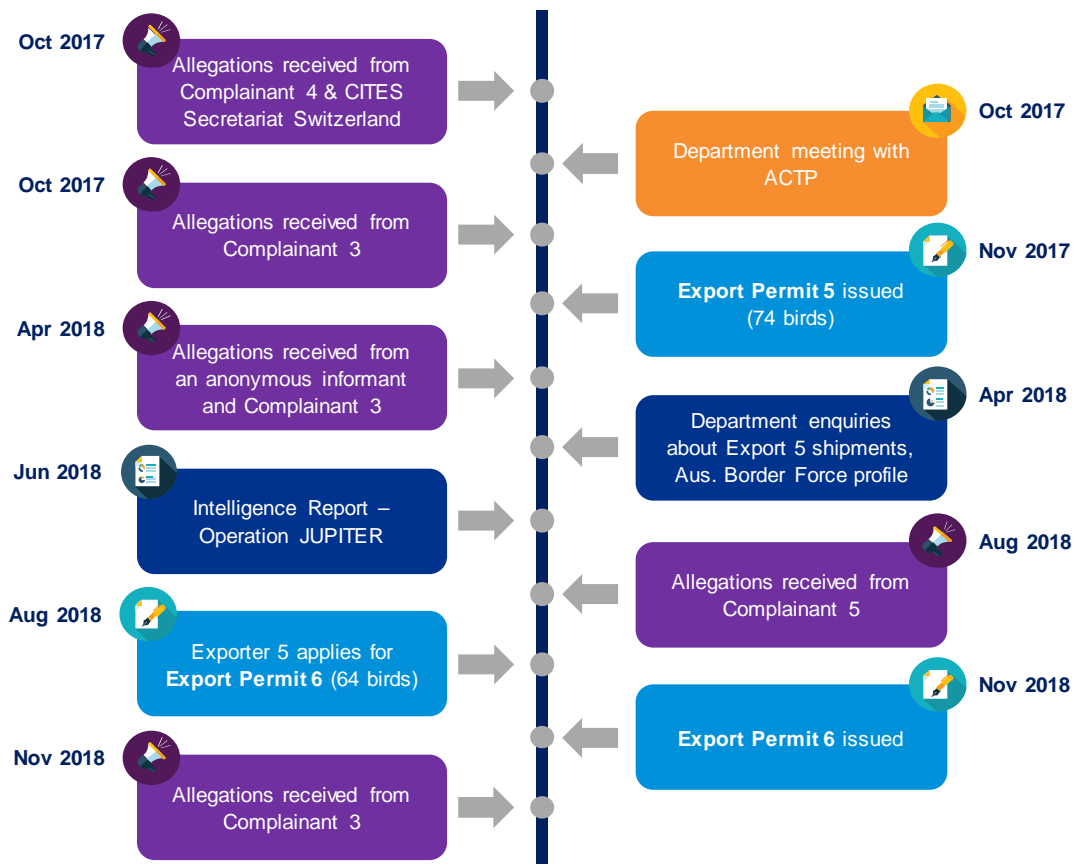 Oct 2017
Allegations received from
Complainant 4 & CITES
Secretariat Switzerland
Oct 2017
Department meeting with
ACTP
Oct 2017
Allegations received from
Complainant 3
Nov 2017
Export Permit 5 issued
(74 birds)
Apr 2018
Allegations received from
an anonymous informant
and Complainant 3
Apr 2018
Department enquiries
about Export 5 shipments,
Aus. Border Force profile
Jun 2018
Intelligence Report –
Operation JUPITER
Aug 2018
Allegations received from
Complainant 5
Aug 2018
Exporter 5 applies for
Export Permit 6 (64 birds)
Nov 2018
Export Permit 6 issued
Nov 2018
Allegations received from
Complainant 3